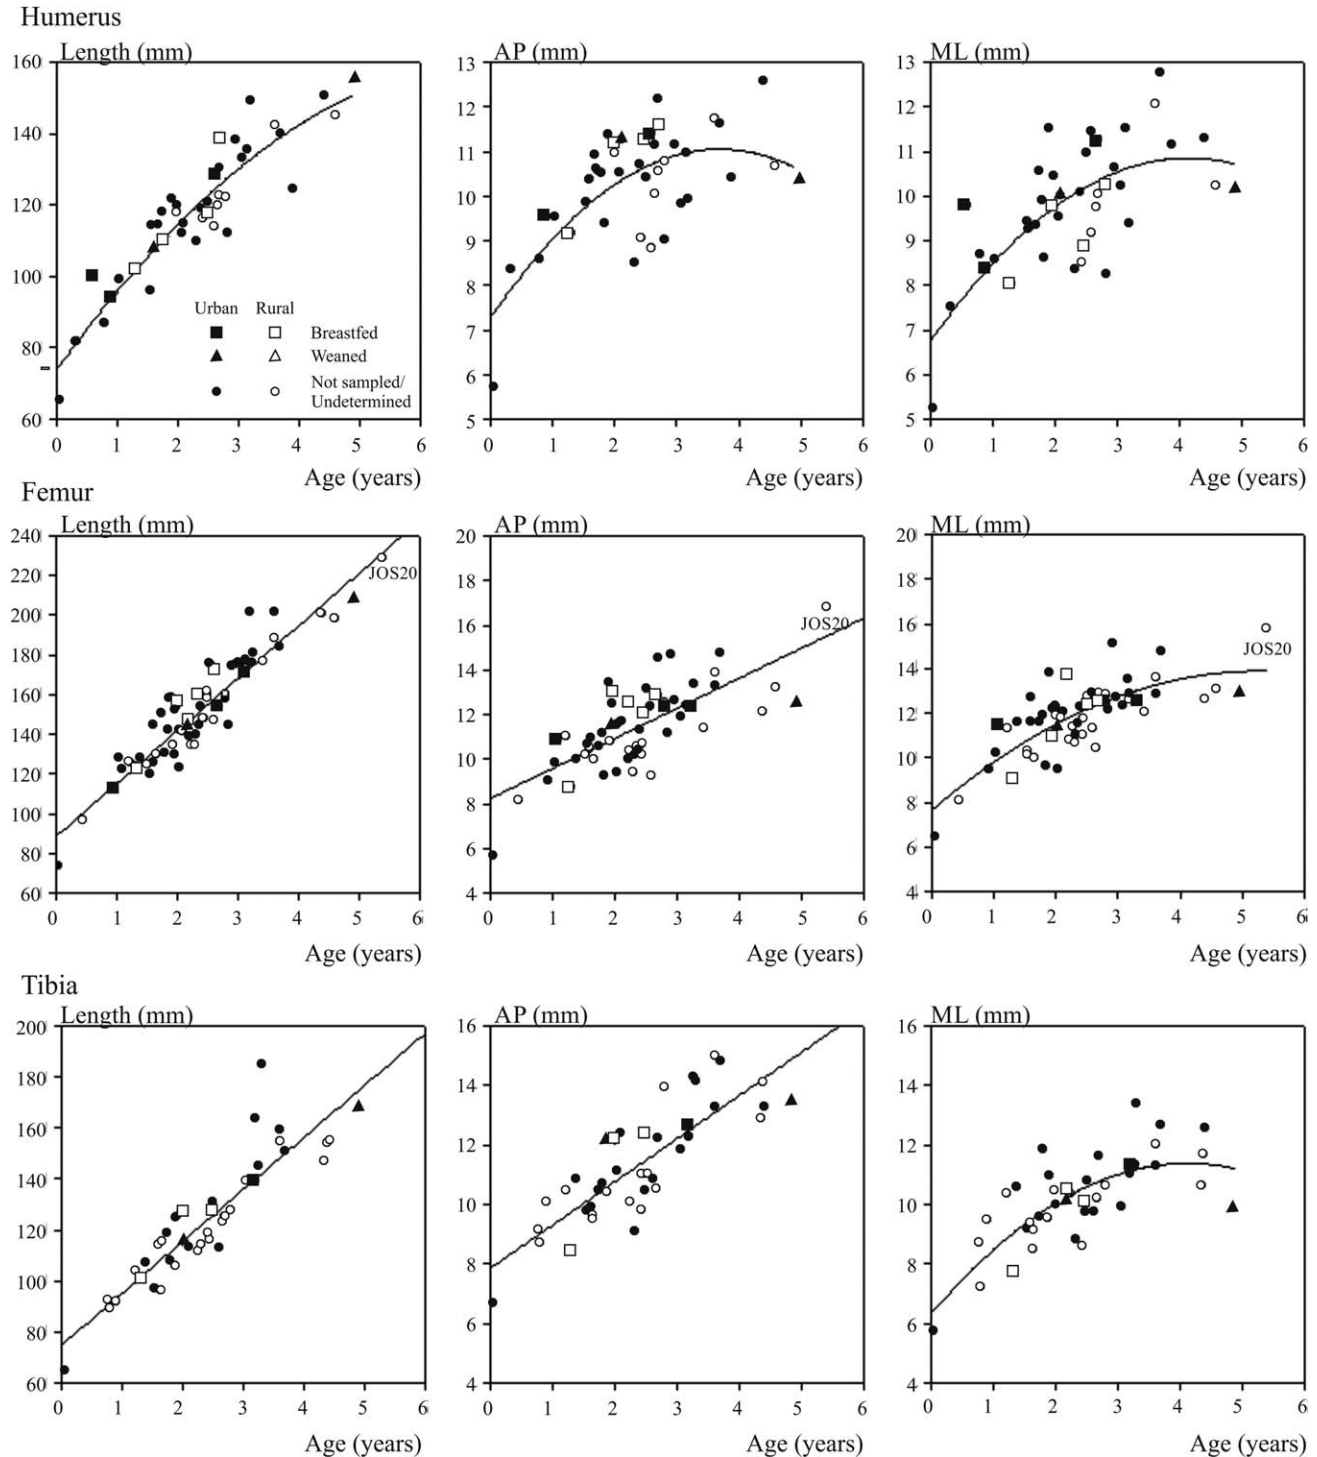 Humerus
Length (mm)
AP (mm)
ML (mm)
160
140
120
100
80
60
0 1 2 3 4 5 6
Age (years)
Urban Rural
Breastfed
Weaned
Not sampled/
Undetermined
13
12
11
10
9
8
7
6
5
0 1 2 3 4 5 6
Age (years)
13
12
11
10
9
8
7
6
5
0 1 2 3 4 5 6
Age (years)
Femur
Length (mm)
AP (mm)
ML (mm)
240
220
200
180
160
140
120
100
80
60
JOS20
0 1 2 3 4 5 6
Age (years)
20
18
16
14
12
10
8
6
4
JOS20
0 1 2 3 4 5 6
Age (years)
20
18
16
14
12
10
8
6
4
JOS20
0 1 2 3 4 5 6
Age (years)
Tibia
Length (mm)
AP (mm)
ML (mm)
200
180
160
140
120
100
80
60
0 1 2 3 4 5 6
Age (years)
16
14
12
10
8
6
4
0 1 2 3 4 5 6
Age (years)
16
14
12
10
8
6
4
0 1 2 3 4 5 6
Age (years)